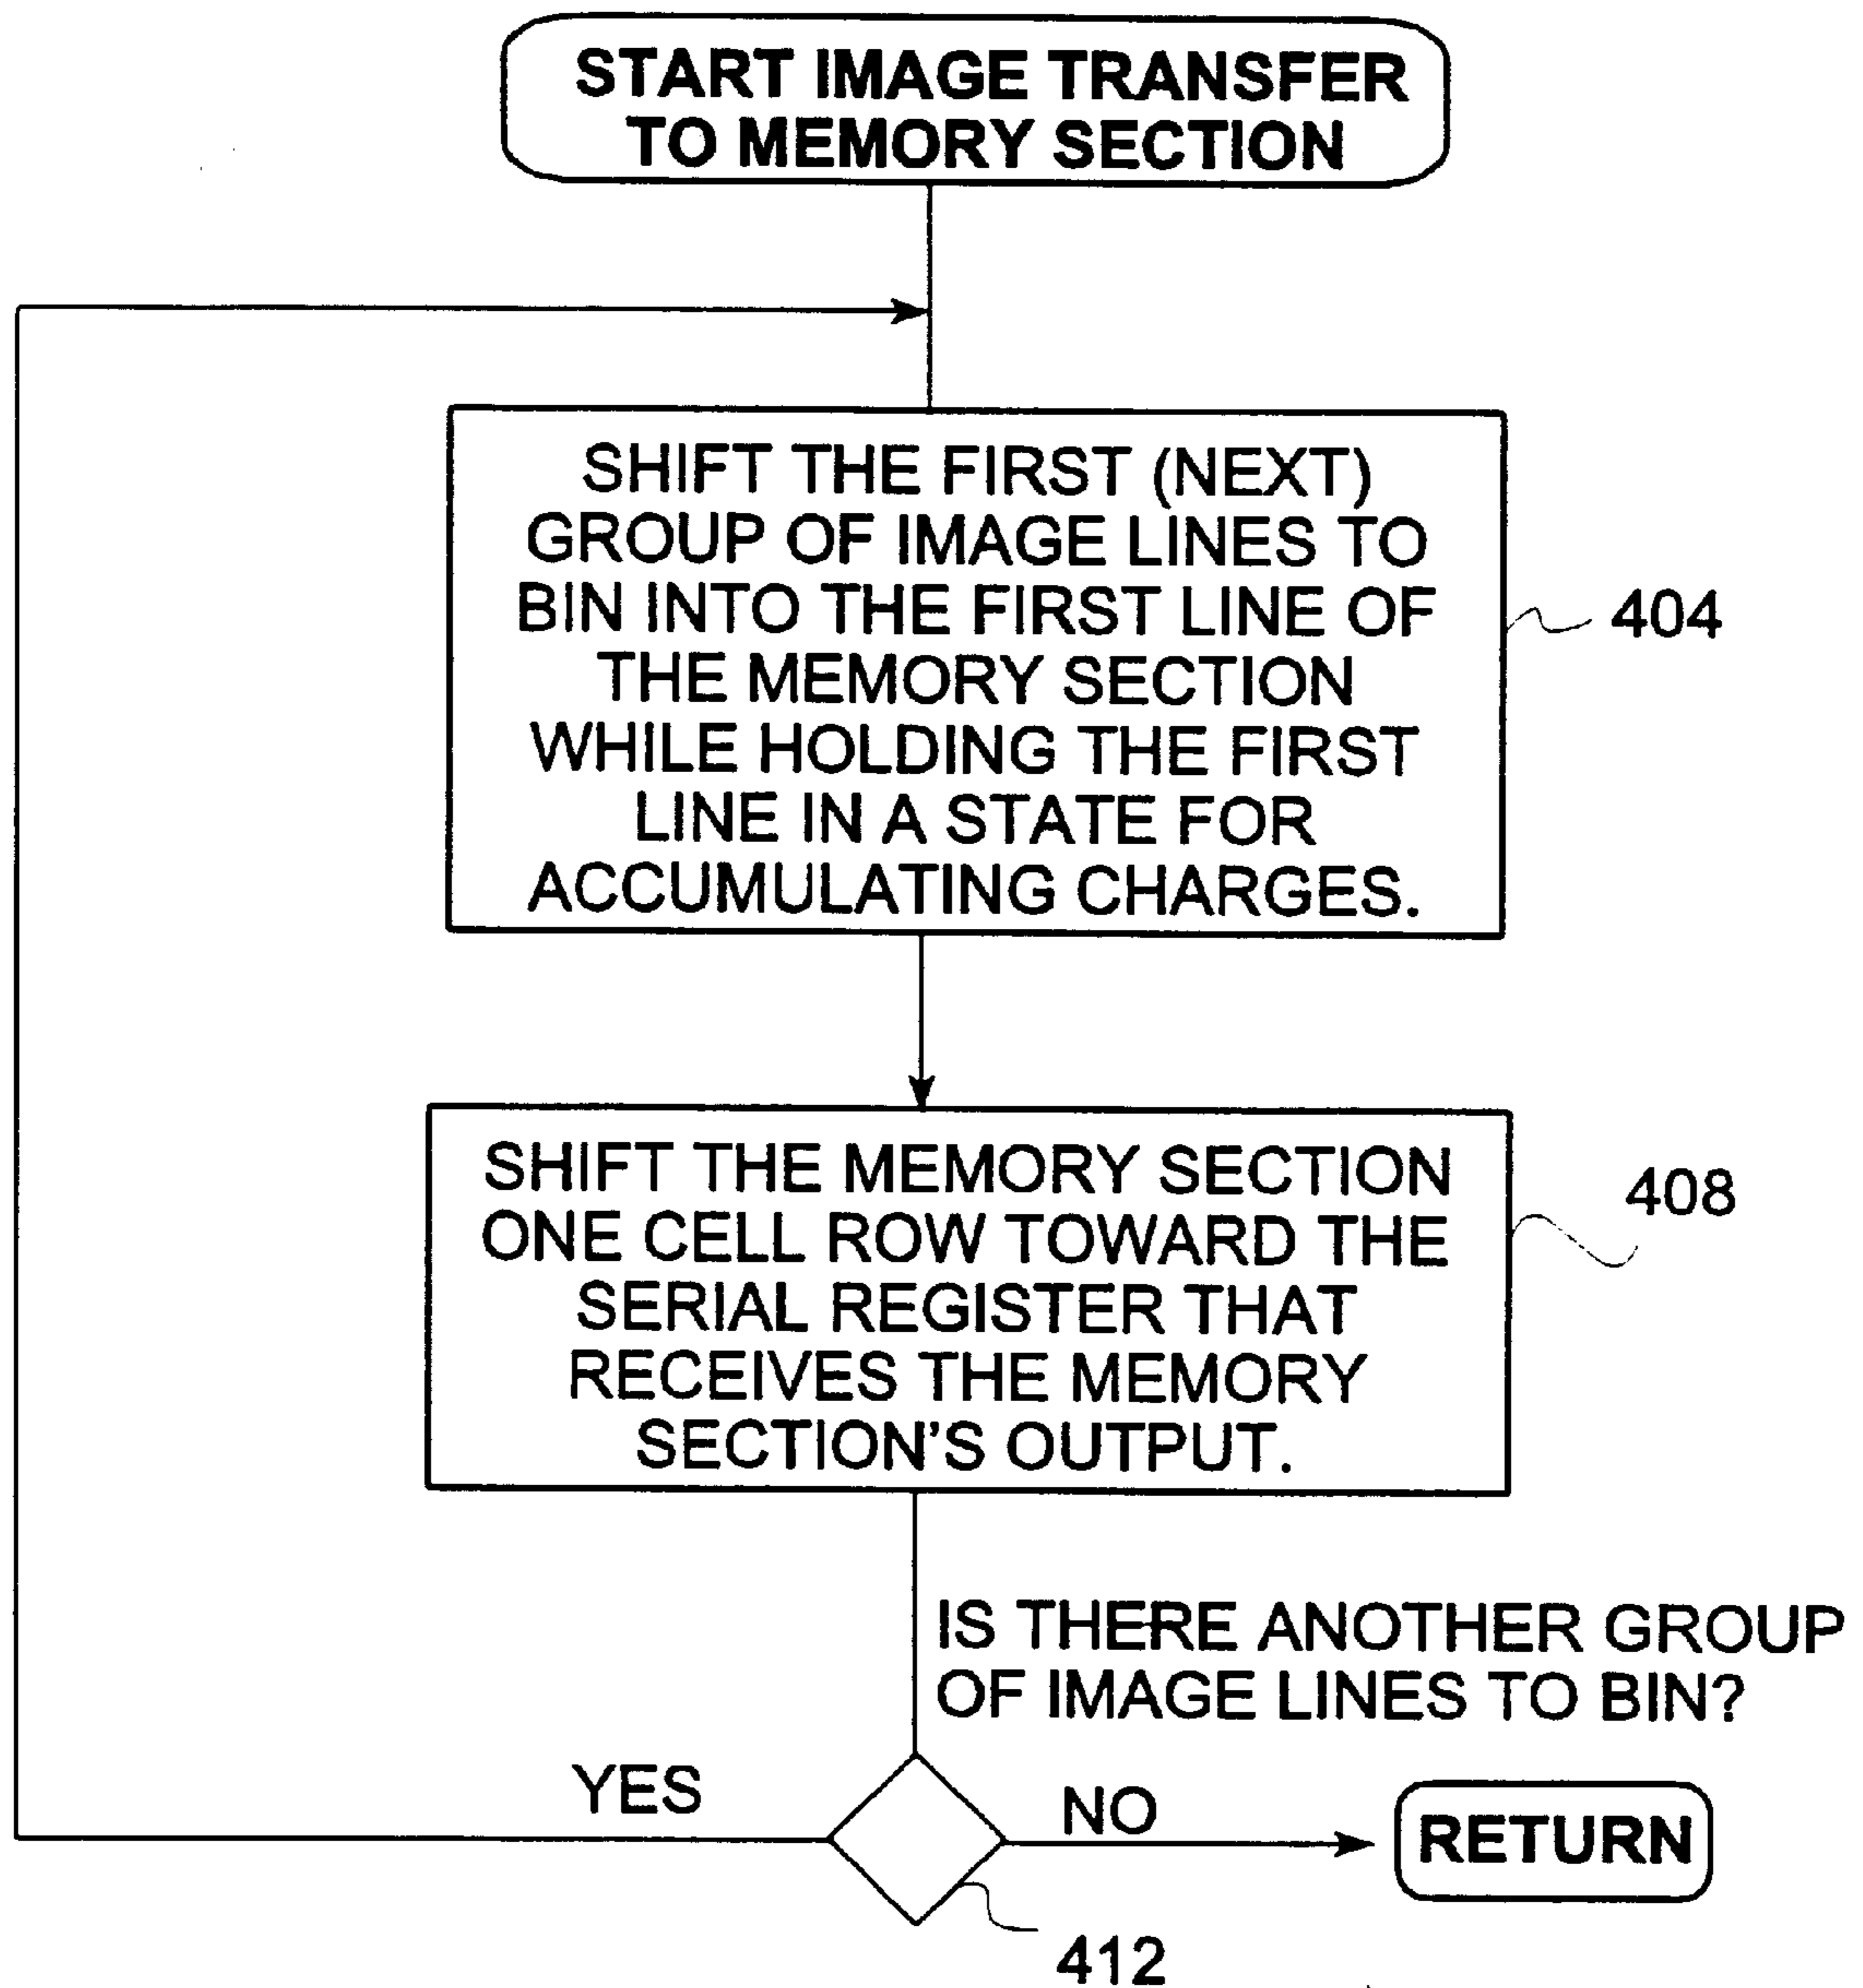 START IMAGE TRANSFER
TO MEMORY SECTION
SHIFT THE FIRST (NEXT)
GROUP OF IMAGE LINES TO
BIN INTO THE FIRST LINE OF
THE MEMORY SECTION
WHILE HOLDING THE FIRST
LINE IN A STATE FOR
ACCUMULATING CHARGES.
404
SHIFT THE MEMORY SECTION
ONE CELL ROW TOWARD THE
SERIAL REGISTER THAT
RECEIVES THE MEMORY
SECTION'S OUTPUT.
408
IS THERE ANOTHER GROUP
OF IMAGE LINES TO BIN?
YES
NO
RETURN
412